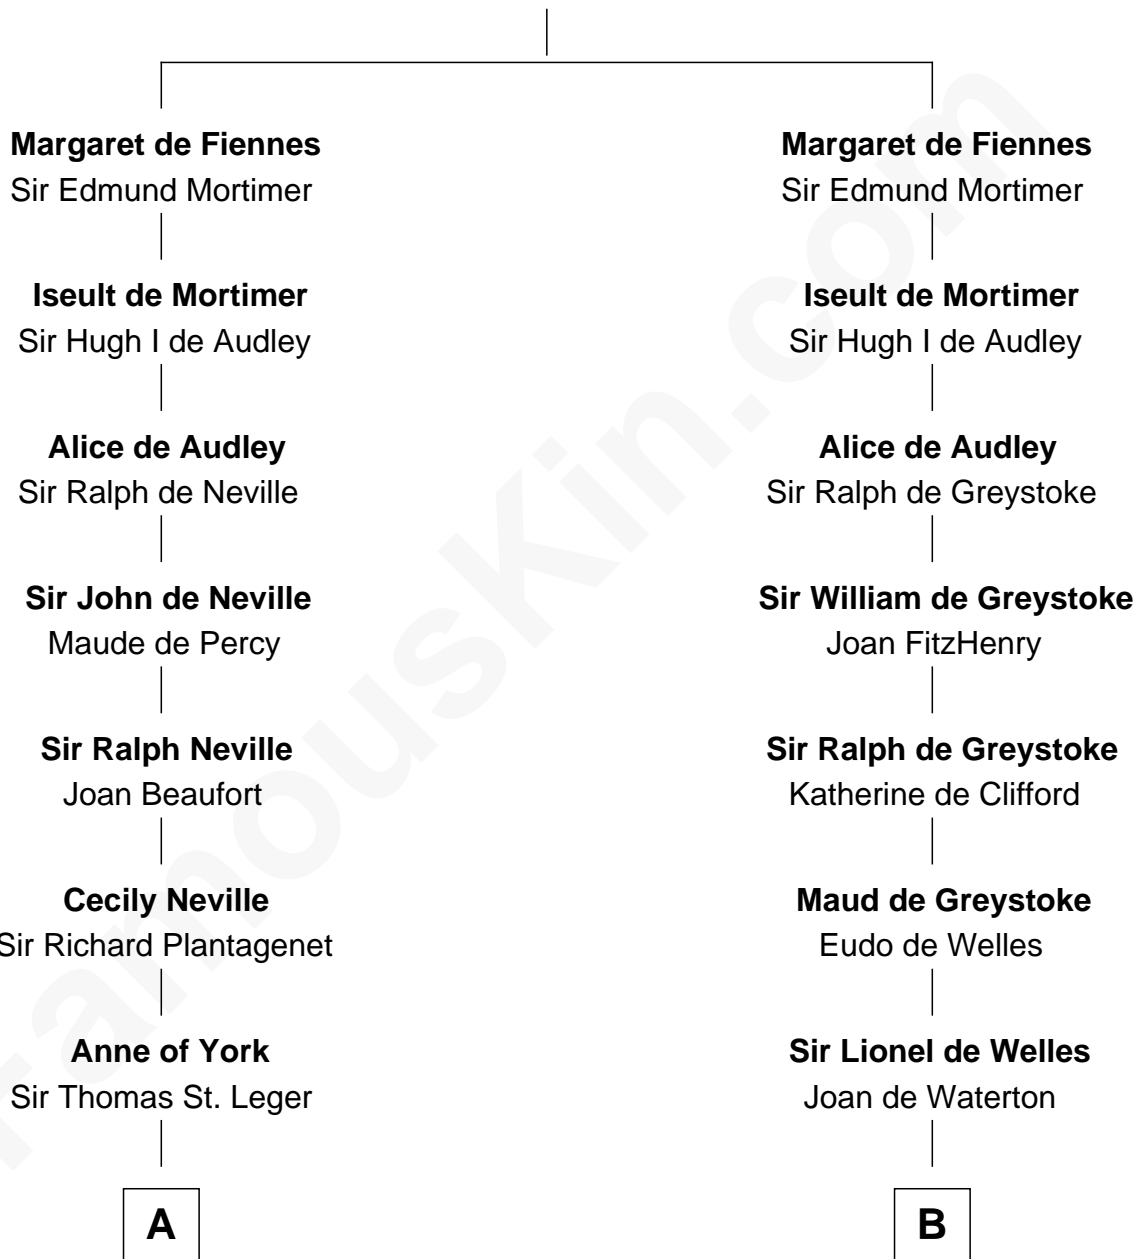 Margaret de Fiennes
Sir Edmund Mortimer
Iseult de Mortimer
Sir Hugh I de Audley
Alice de Audley
Sir Ralph de Neville
Sir John de Neville
Maude de Percy
Sir Ralph Neville
Joan Beaufort
Cecily Neville
Sir Richard Plantagenet
Anne of York
Sir Thomas St. Leger
A
Margaret de Fiennes
Sir Edmund Mortimer
Iseult de Mortimer
Sir Hugh I de Audley
Alice de Audley
Sir Ralph de Greystoke
Sir William de Greystoke
Joan FitzHenry
Sir Ralph de Greystoke
Katherine de Clifford
Maud de Greystoke
Eudo de Welles
Sir Lionel de Welles
Joan de Waterton
B
FamousKin.com